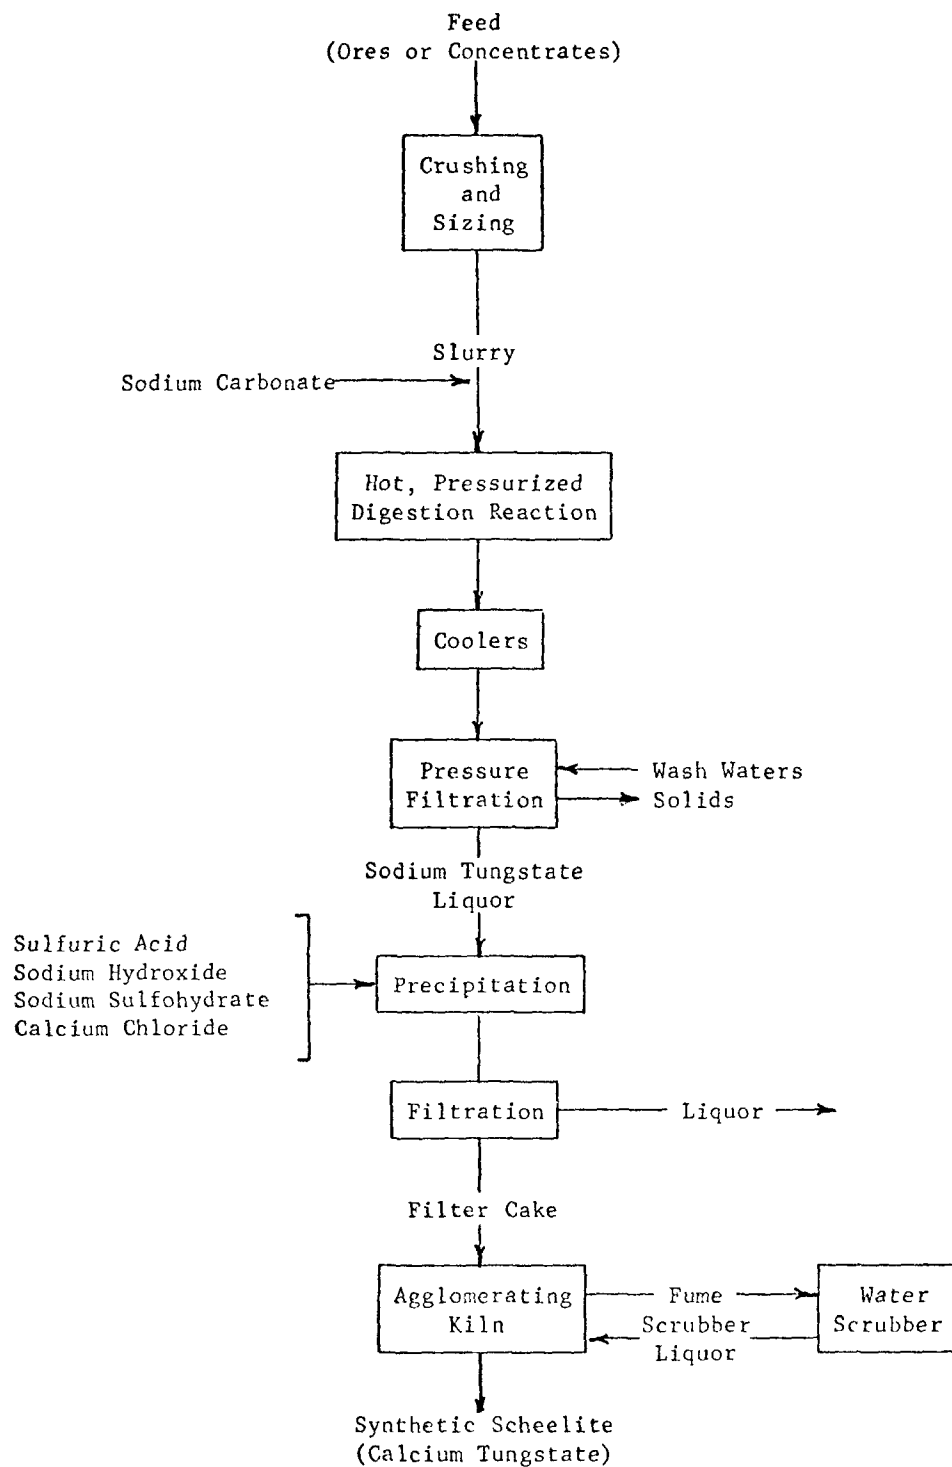 Feed
(Ores or Concentrates)
Crushing
and
Sizing
Slurry
Sodium Carbonate
Hot, Pressurized
Digestion Reaction
Coolers
Pressure
Filtration
Wash Waters
Solids
Sodium Tungstate
Liquor
Sulfuric Acid
Sodium Hydroxide
Sodium Sulfohydrate
Calcium Chloride
Precipitation
Filtration
Liquor
Filter Cake
Agglomerating
Kiln
Fume
Scrubber
Liquor
Water
Scrubber
Synthetic Scheelite
(Calcium Tungstate)